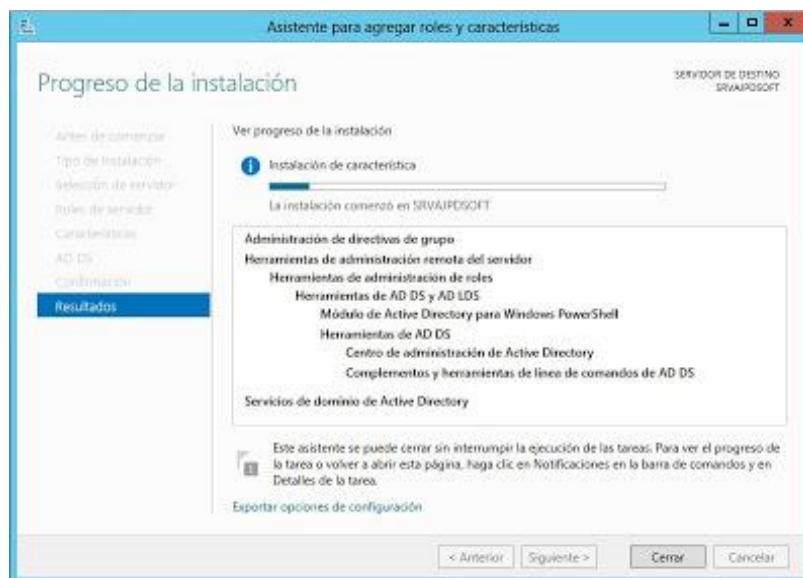 Asistente para agregar roles y características
Progreso de la instalación
SERVIDOR DE DESTINO
SRVAJPDSOFT
Antes de comenzar
Tipo de instalación
Selección de servidor
Roles de servidor
Características
AD DS
Confirmación
Resultados
Ver progreso de la instalación
Instalación de característica
La instalación comenzó en SRVAJPDSOFT
Administración de directivas de grupo
Herramientas de administración remota del servidor
Herramientas de administración de roles
Herramientas de AD DS y AD LDS
Módulo de Active Directory para Windows PowerShell
Herramientas de AD DS
Centro de administración de Active Directory
Complementos y herramientas de línea de comandos de AD DS
Servicios de dominio de Active Directory
Este asistente se puede cerrar sin interrumpir la ejecución de las tareas. Para ver el progreso de
la tarea o volver a abrir esta página, haga clic en Notificaciones en la barra de comandos y en
Detalles de la tarea.
Exportar opciones de configuración
< Anterior
Siguiente >
Cerrar
Cancelar